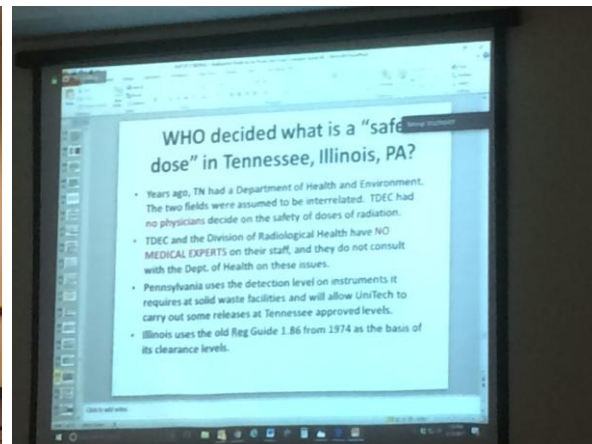 WHO decided what is a "safe
dose" in Tennessee, Illinois, PA?
• Years ago, TN had a Department of Health and Environment.
The two fields were assumed to be interrelated. TDEC had
no physicians decide on the safety of doses of radiation.
• TDEC and the Division of Radiological Health have NO
MEDICAL EXPERTS on their staff, and they do not consult
with the Dept. of Health on these issues.
• Pennsylvania uses the detection level on instruments it
requires at solid waste facilities and will allow UniTech to
carry out some releases at Tennessee approved levels.
• Illinois uses the old Reg Guide 1.86 from 1974 as the basis of
its clearance levels.
Click to add notes